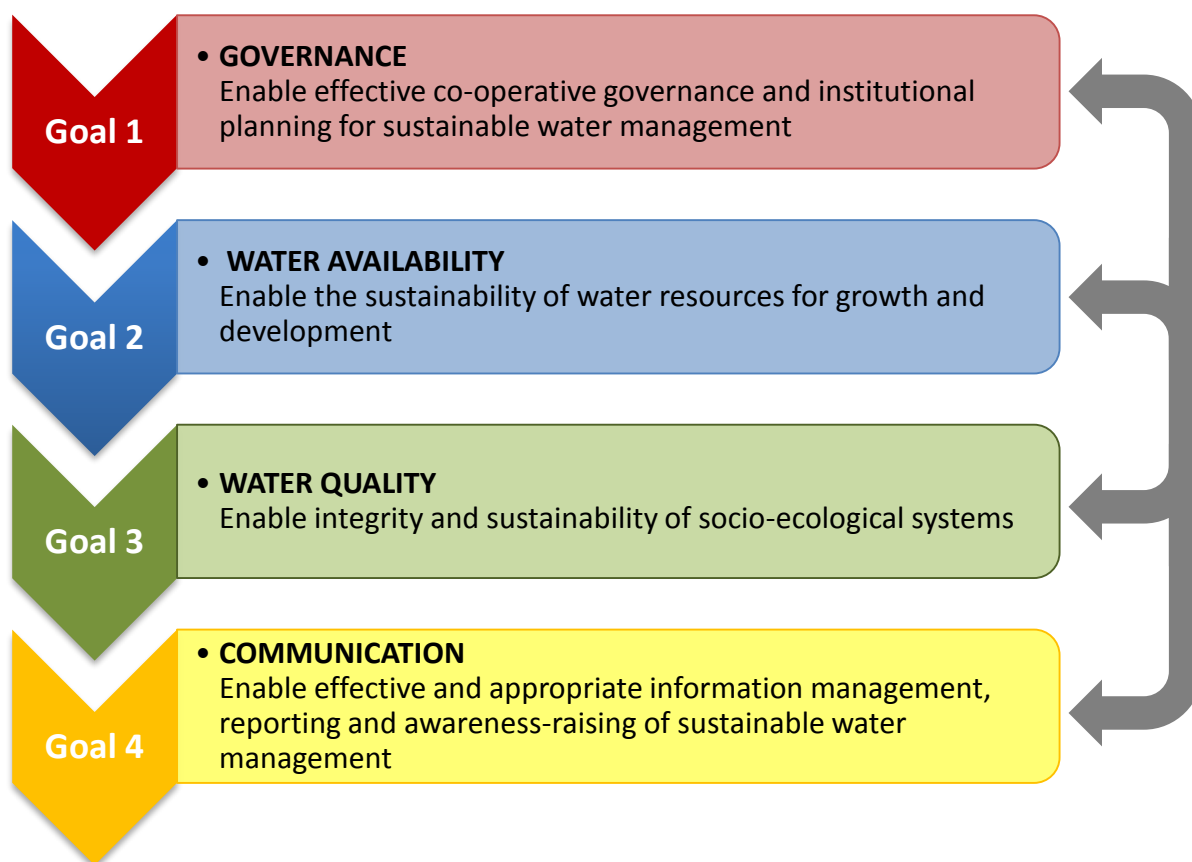 Goal 1
• GOVERNANCE
Enable effective co-operative governance and institutional
planning for sustainable water management
Goal 2
• WATER AVAILABILITY
Enable the sustainability of water resources for growth and
development
Goal 3
• WATER QUALITY
Enable integrity and sustainability of socio-ecological systems
Goal 4
• COMMUNICATION
Enable effective and appropriate information management,
reporting and awareness-raising of sustainable water
management